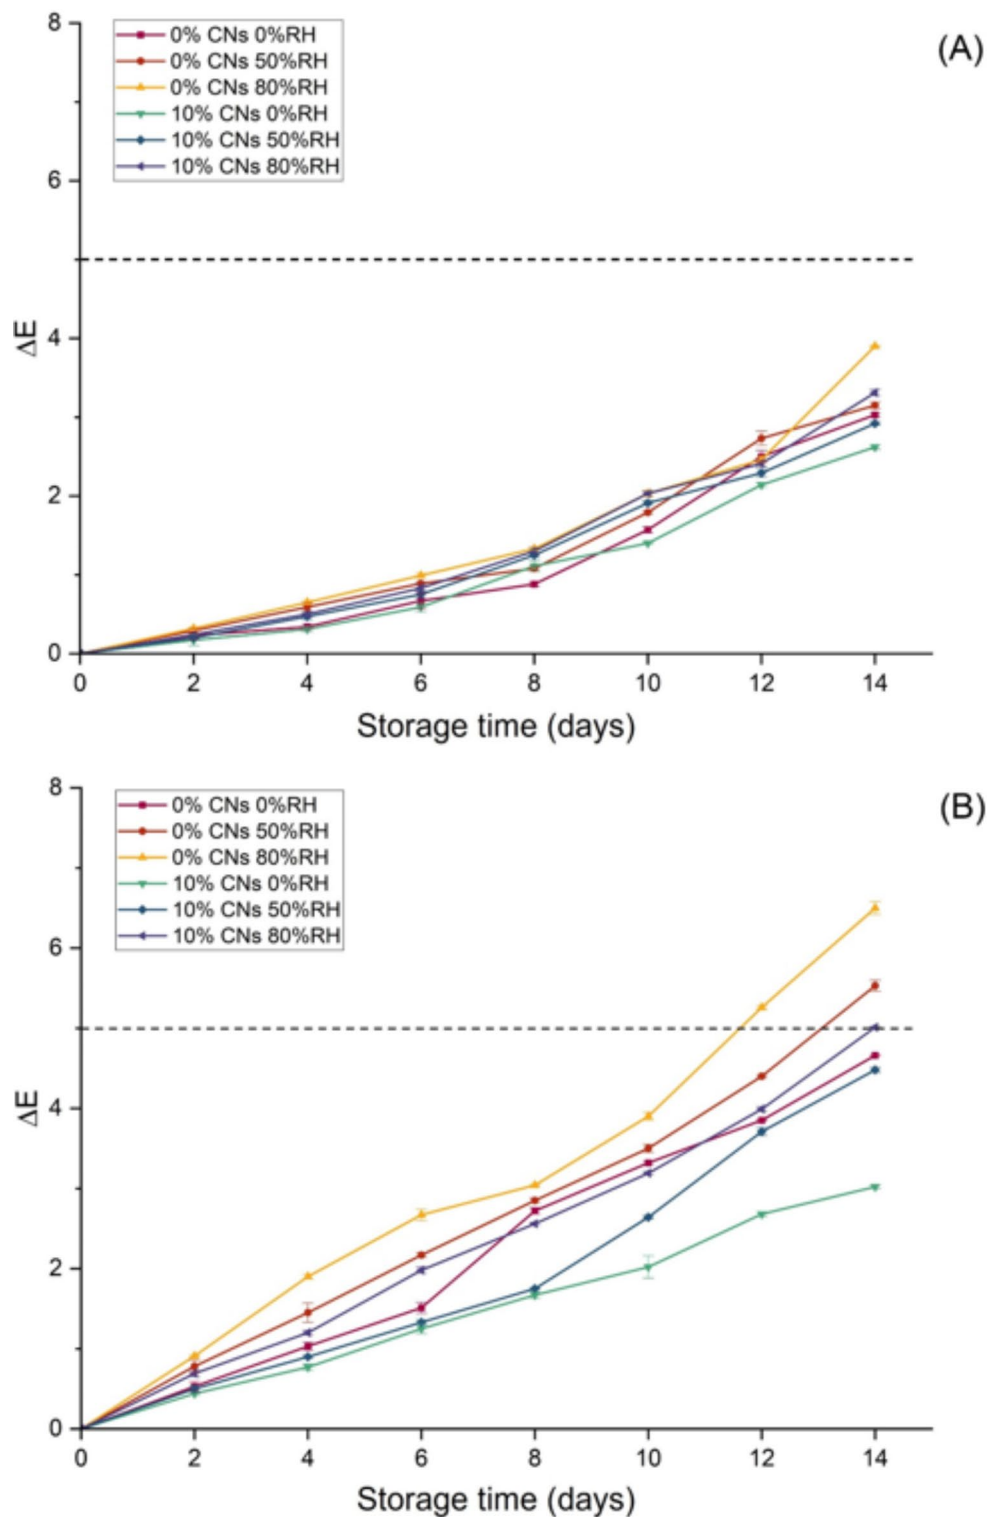 (A)
0% CNs 0%RH
0% CNs 50%RH
0% CNs 80%RH
10% CNs 0%RH
10% CNs 50%RH
10% CNs 80%RH
8
6
4
2
0
ΔE
0 2 4 6 8 10 12 14
Storage time (days)
(B)
0% CNs 0%RH
0% CNs 50%RH
0% CNs 80%RH
10% CNs 0%RH
10% CNs 50%RH
10% CNs 80%RH
8
6
4
2
0
ΔE
0 2 4 6 8 10 12 14
Storage time (days)